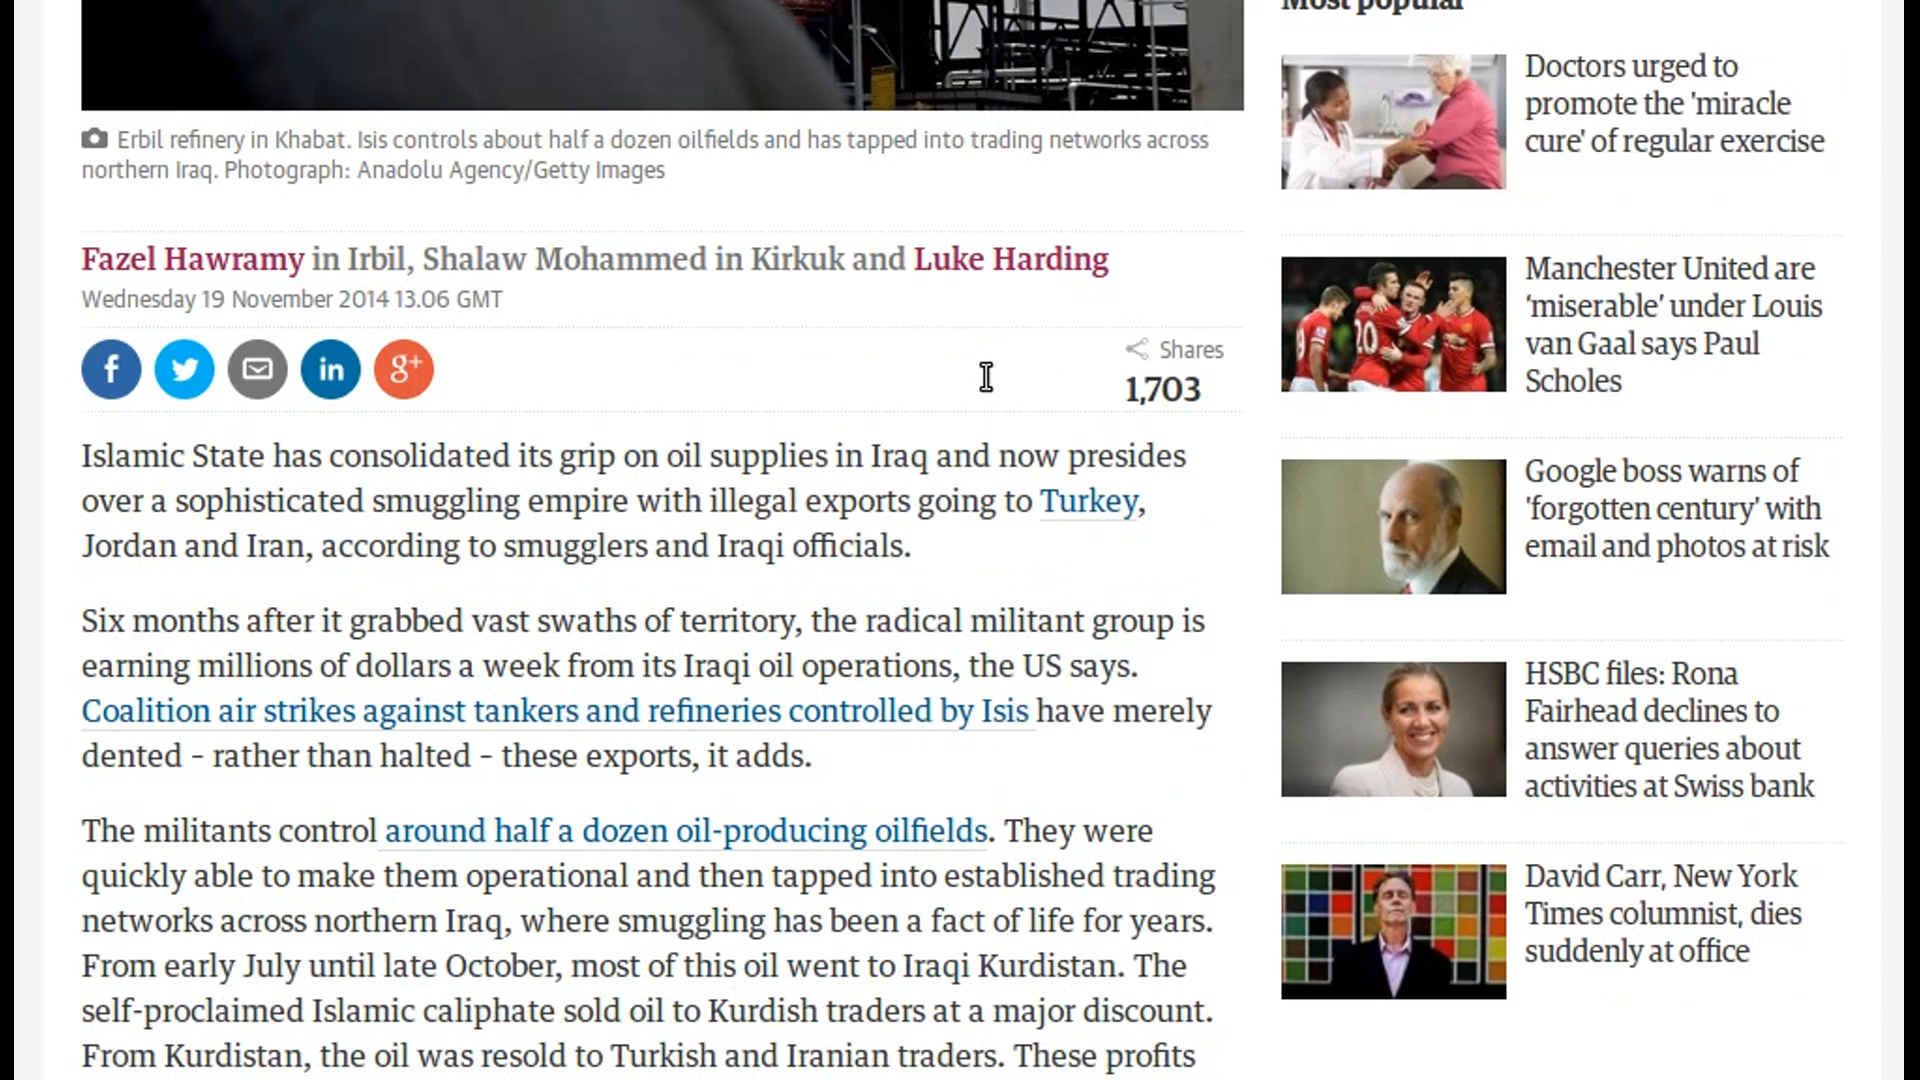 Most popular
Erbil refinery in Khabat. Isis controls about half a dozen oilfields and has tapped into trading networks across
northern Iraq. Photograph: Anadolu Agency/Getty Images
Fazel Hawramy in Irbil, Shalaw Mohammed in Kirkuk and Luke Harding
Wednesday 19 November 2014 13.06 GMT
f
in
g+
Shares
1,703
Islamic State has consolidated its grip on oil supplies in Iraq and now presides
over a sophisticated smuggling empire with illegal exports going to Turkey,
Jordan and Iran, according to smugglers and Iraqi officials.
Six months after it grabbed vast swaths of territory, the radical militant group is
earning millions of dollars a week from its Iraqi oil operations, the US says.
Coalition air strikes against tankers and refineries controlled by Isis have merely
dented – rather than halted – these exports, it adds.
The militants control around half a dozen oil-producing oilfields. They were
quickly able to make them operational and then tapped into established trading
networks across northern Iraq, where smuggling has been a fact of life for years.
From early July until late October, most of this oil went to Iraqi Kurdistan. The
self-proclaimed Islamic caliphate sold oil to Kurdish traders at a major discount.
From Kurdistan, the oil was resold to Turkish and Iranian traders. These profits
Doctors urged to
promote the 'miracle
cure' of regular exercise
20
Manchester United are
‘miserable’ under Louis
van Gaal says Paul
Scholes
Google boss warns of
'forgotten century' with
email and photos at risk
HSBC files: Rona
Fairhead declines to
answer queries about
activities at Swiss bank
David Carr, New York
Times columnist, dies
suddenly at office